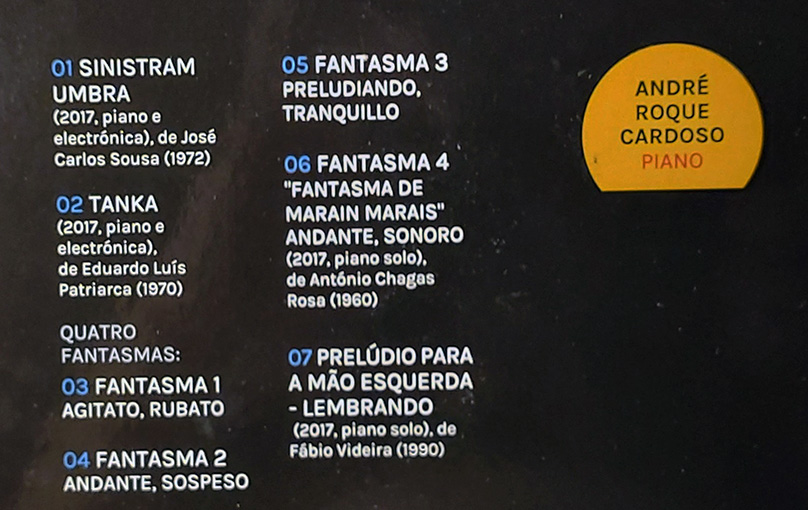 01 SINISTRAM
UMBRA
(2017, piano e
electrónica), de José
Carlos Sousa (1972)
02 TANKA
(2017, piano e
electrónica),
de Eduardo Luís
Patriarca (1970)
QUATRO
FANTASMAS:
03 FANTASMA 1
AGITATO, RUBATO
04 FANTASMA 2
ANDANTE, SOSPESO
05 FANTASMA 3
PRELUDIANDO,
TRANQUILLO
06 FANTASMA 4
"FANTASMA DE
MARAIN MARAIS"
ANDANTE, SONORO
(2017, piano solo),
de António Chagas
Rosa (1960)
07 PRELÚDIO PARA
A MÃO ESQUERDA
- LEMBRANDO
(2017, piano solo), de
Fábio Videira (1990)
ANDRÉ
ROQUE
CARDOSO
PIANO